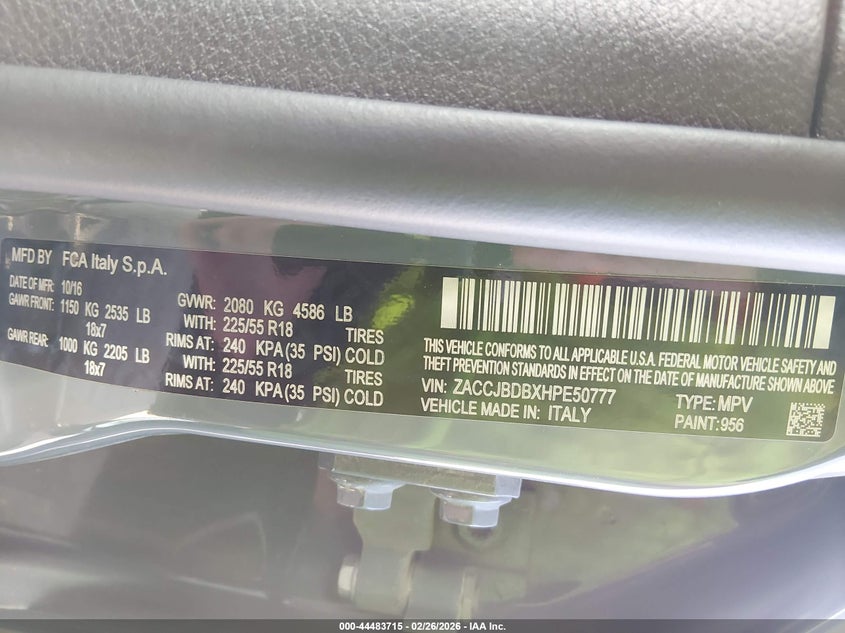 MFD BY FCA Italy S.p.A.
DATE OF MFR: 10/16
GAWR FRONT: 1150 KG 2535 LB
18x7
GAWR REAR: 1000 KG 2205 LB
18x7
GVWR: 2080 KG 4586 LB
WITH: 225/55 R18 TIRES
RIMS AT: 240 KPA(35 PSI) COLD
WITH: 225/55 R18 TIRES
RIMS AT: 240 KPA(35 PSI) COLD
THIS VEHICLE CONFORMS TO ALL APPLICABLE U.S.A. FEDERAL MOTOR VEHICLE SAFETY AND
THEFT PREVENTION STANDARDS IN EFFECT ON THE DATE OF MANUFACTURE SHOWN ABOVE
VIN: ZACCJBDBXHPE50777 TYPE: MPV
VEHICLE MADE IN: ITALY PAINT:956
000-44483715 - 02/26/2026 - IAA Inc.